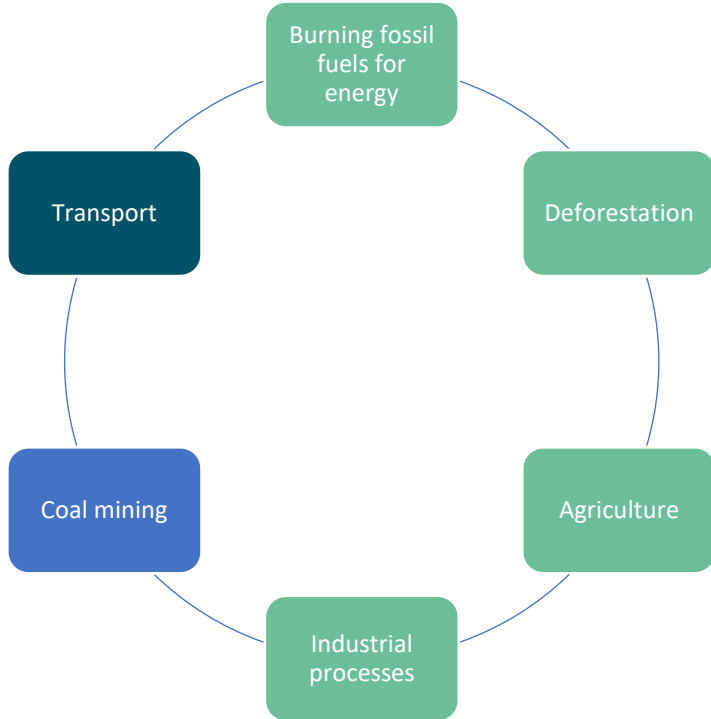 Burning fossil
fuels for
energy
Transport
Deforestation
Coal mining
Agriculture
Industrial
processes